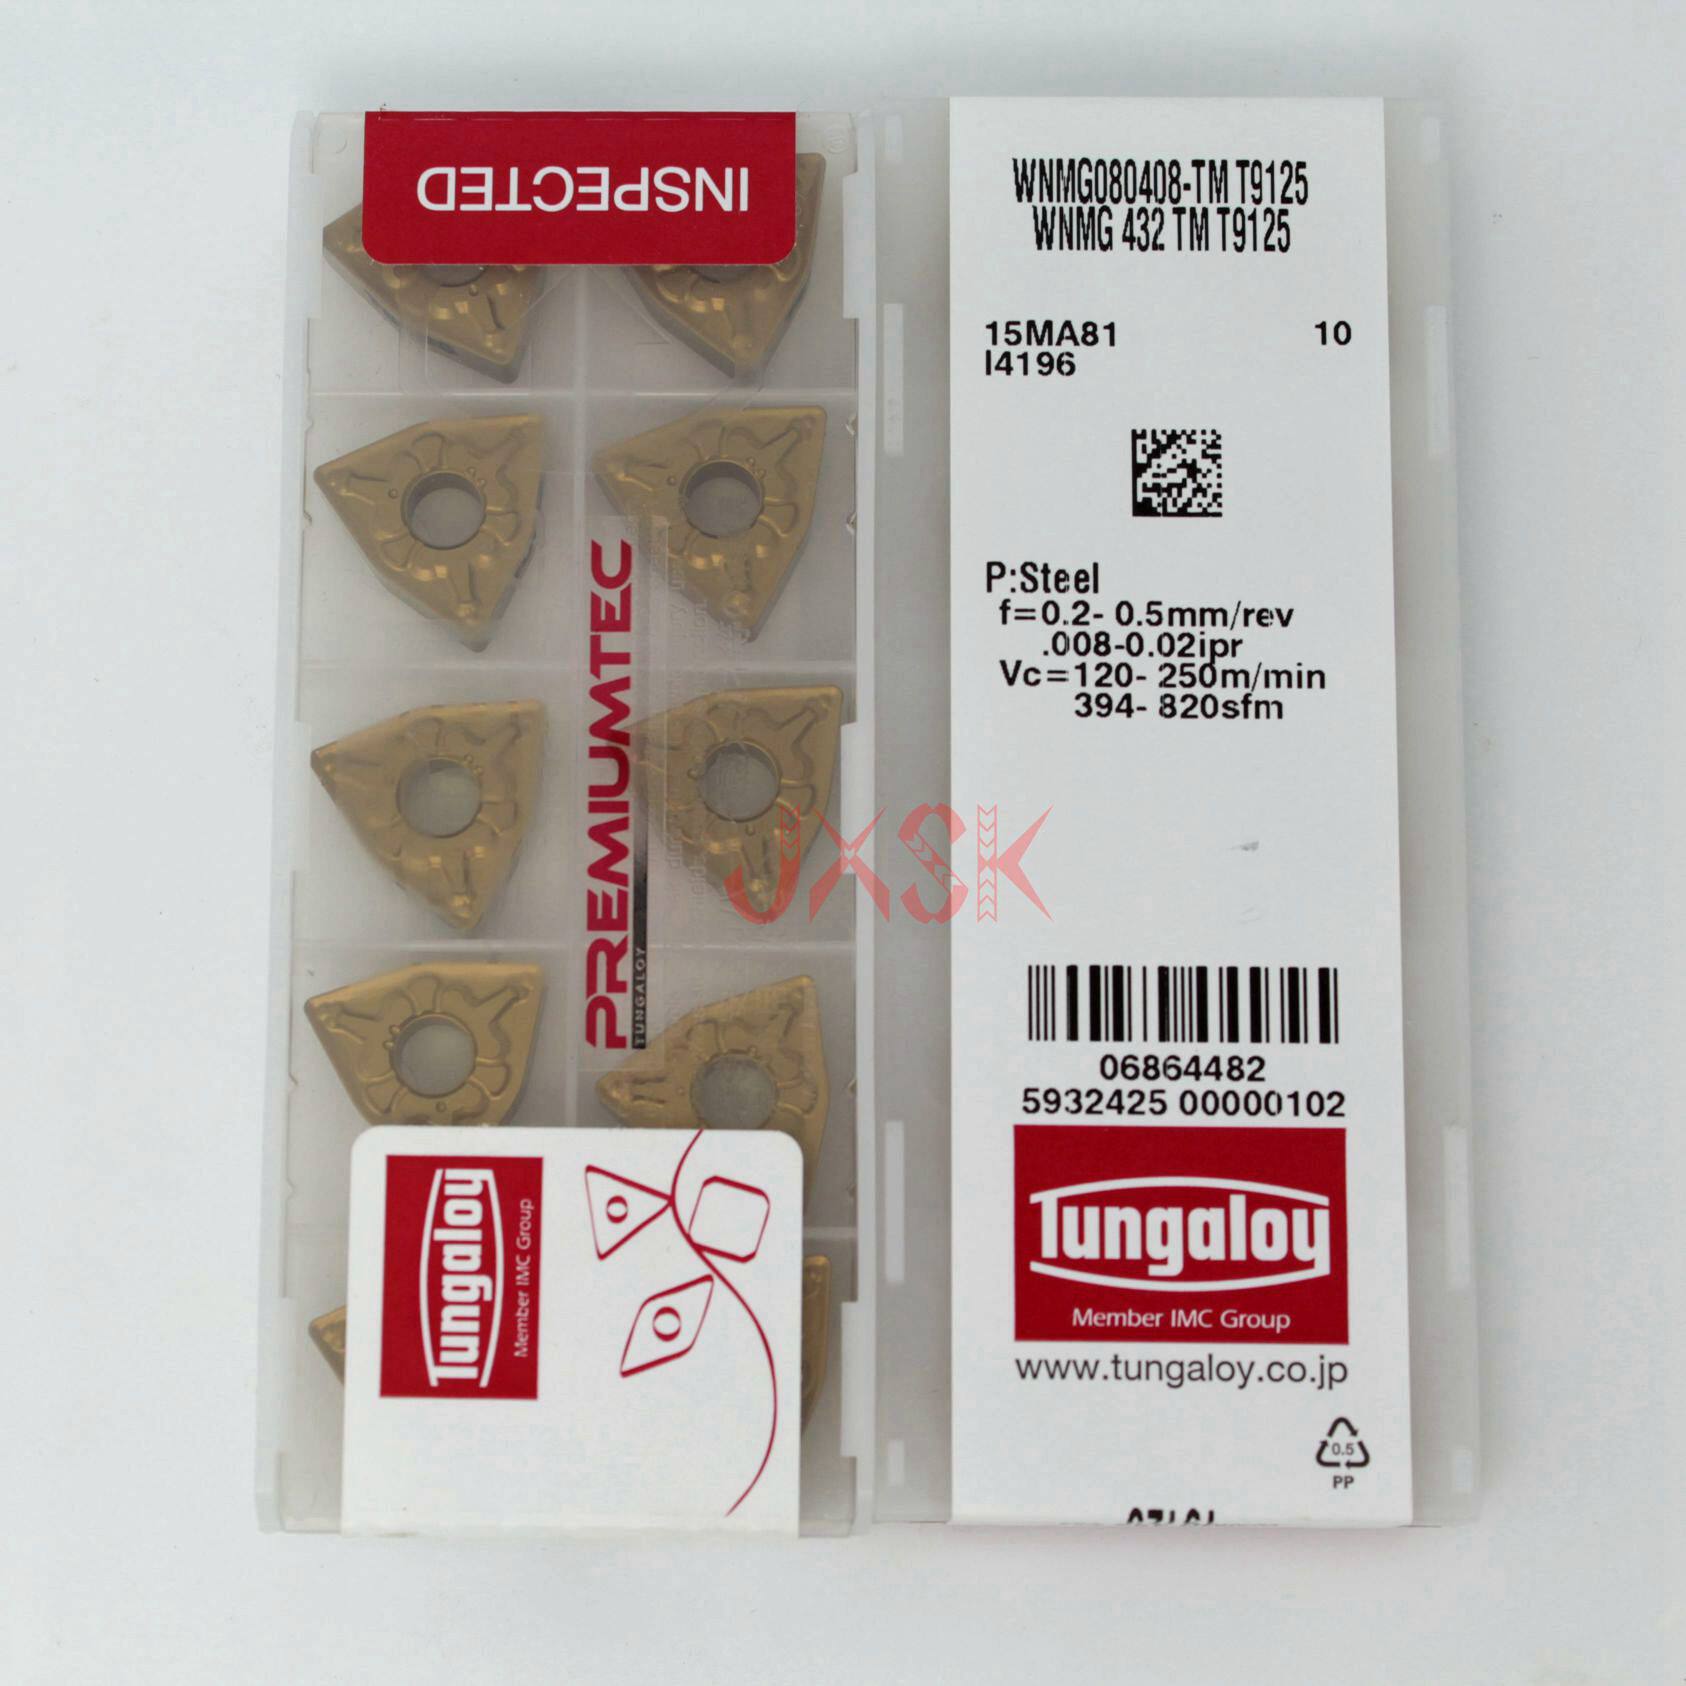 INSPECTED
PREMIUMTEC
TUNGALOY
Tungaloy
Member IMC Group
WNMG080408-TM T9125
WNMG 432 TM T9125
15MA81 10
I4196
P:Steel
f=0.2- 0.5mm/rev
.008-0.02ipr
Vc=120- 250m/min
394- 820sfm
JXSK
06864482
5932425 00000102
Tungaloy
Member IMC Group
www.tungaloy.co.jp
0.5
PP